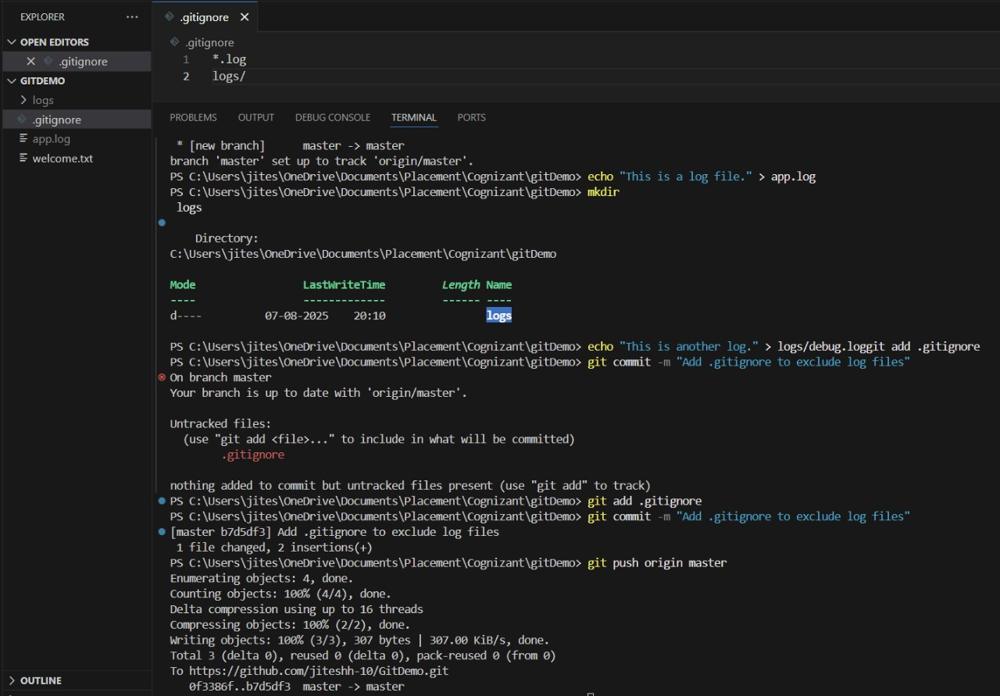 EXPLORER ...
OPEN EDITORS
.gitignore
GITDEMO
logs
.gitignore
app.log
welcome.txt
OUTLINE
.gitignore
.gitignore
1 *.log
2 logs/
PROBLEMS OUTPUT DEBUG CONSOLE TERMINAL PORTS
* [new branch]      master -> master
branch 'master' set up to track 'origin/master'.
PS C:\Users\jites\OneDrive\Documents\Placement\Cognizant\gitDemo> echo "This is a log file." > app.log
PS C:\Users\jites\OneDrive\Documents\Placement\Cognizant\gitDemo> mkdir
logs
Directory:
C:\Users\jites\OneDrive\Documents\Placement\Cognizant\gitDemo
Mode                 LastWriteTime         Length Name
----                 -------------         ------ ----
d----          07-08-2025    20:10                logs
PS C:\Users\jites\OneDrive\Documents\Placement\Cognizant\gitDemo> echo "This is another log." > logs/debug.loggit add .gitignore
PS C:\Users\jites\OneDrive\Documents\Placement\Cognizant\gitDemo> git commit -m "Add .gitignore to exclude log files"
On branch master
Your branch is up to date with 'origin/master'.
Untracked files:
(use "git add <file>..." to include in what will be committed)
.gitignore
nothing added to commit but untracked files present (use "git add" to track)
PS C:\Users\jites\OneDrive\Documents\Placement\Cognizant\gitDemo> git add .gitignore
PS C:\Users\jites\OneDrive\Documents\Placement\Cognizant\gitDemo> git commit -m "Add .gitignore to exclude log files"
[master b7d5df3] Add .gitignore to exclude log files
1 file changed, 2 insertions(+)
PS C:\Users\jites\OneDrive\Documents\Placement\Cognizant\gitDemo> git push origin master
Enumerating objects: 4, done.
Counting objects: 100% (4/4), done.
Delta compression using up to 16 threads
Compressing objects: 100% (2/2), done.
Writing objects: 100% (3/3), 307 bytes | 307.00 KiB/s, done.
Total 3 (delta 0), reused 0 (delta 0), pack-reused 0 (from 0)
To https://github.com/jiteshh-10/GitDemo.git
0f3386f..b7d5df3  master -> master